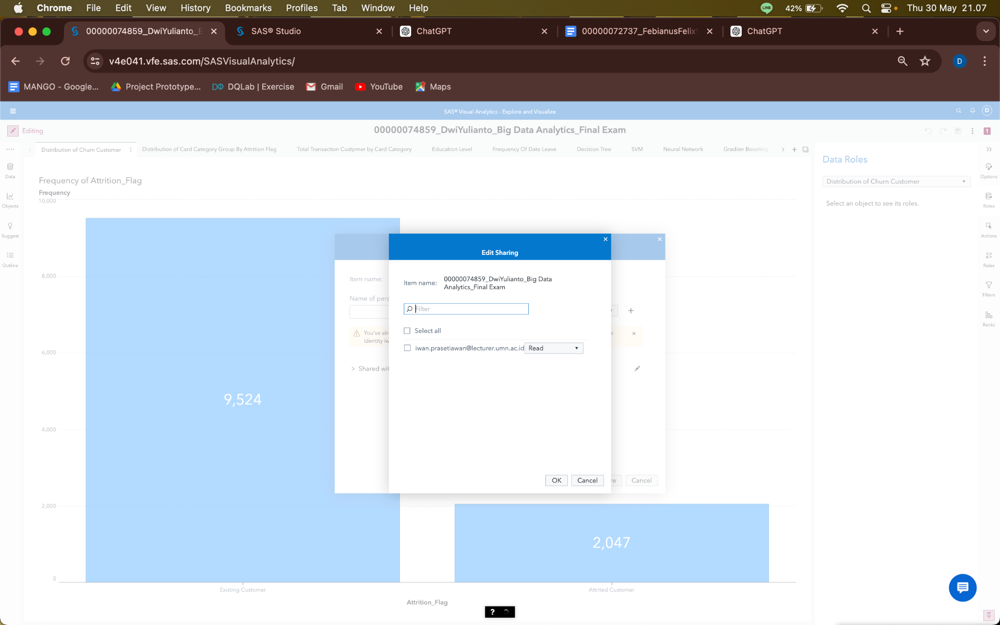 Chrome File Edit View History Bookmarks Profiles Tab Window Help LINE 42% Thu 30 May 21.07
00000074859_DwiYulianto_E SAS® Studio ChatGPT 00000072737_FebianusFelix ChatGPT
v4e041.vfe.sas.com/SASVisualAnalytics/ D
MANGO - Google... Project Prototype... DQLab | Exercise Gmail YouTube Maps
SAS® Visual Analytics - Explore and Visualize D
Editing 00000074859_DwiYulianto_Big Data Analytics_Final Exam 1
Distribution of Churn Customer Distribution of Card Category Group By Attrition Flag Total Transaction Custpmer by Card Category Education Level Frequency Of Date Leave Decision Tree SVM Neural Network Gradien Boosting
Data
Objects
Suggest
Outline
Frequency of Attrition_Flag
Frequency
10,000
8,000
6,000
4,000
2,000
0
9,524
2,047
Existing Customer Attrited Customer
Attrition_Flag
Item name:
Name of pers
You've alr
identity iw
e
Shared wit
re Cancel
Edit Sharing
Item name: 00000074859_DwiYulianto_Big Data
Analytics_Final Exam
Filter
Select all
iwan.prasetiawan@lecturer.umn.ac.id Read
OK Cancel
Data Roles
Distribution of Churn Customer
Select an object to see its roles.
Options
Roles
Actions
Rules
Filters
Ranks
?